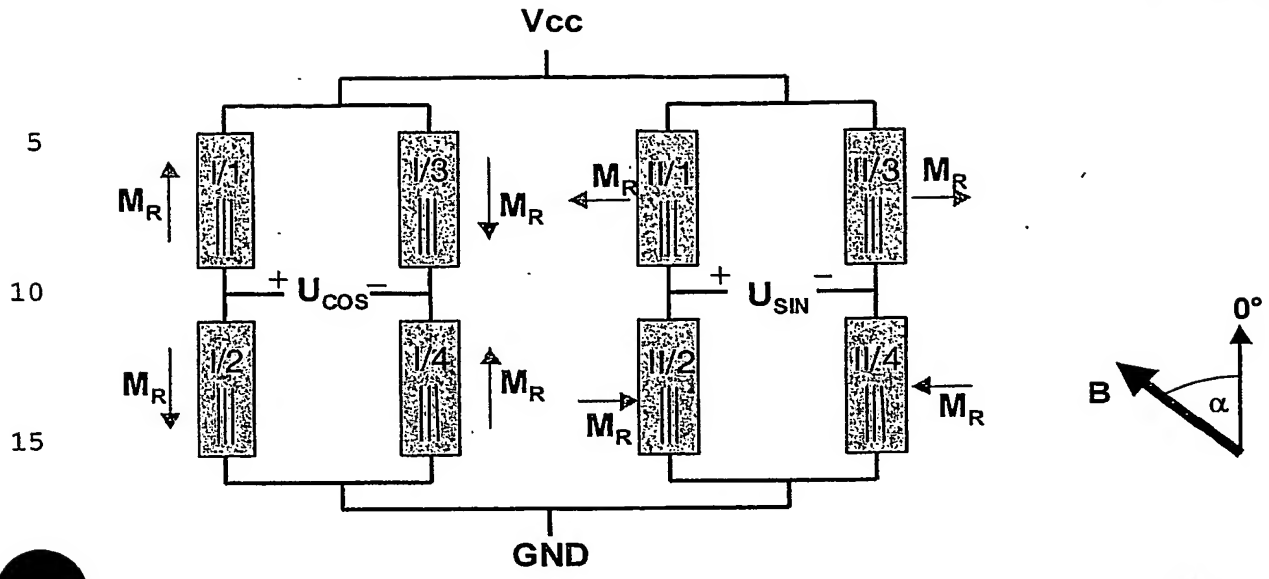 Vcc
5
I/1
I/3
II/1
II/3
M_R
M_R
M_R
M_R
10
+ U_COS −
+ U_SIN −
0°
I/2
I/4
II/2
II/4
M_R
M_R
M_R
M_R
B
α
15
GND